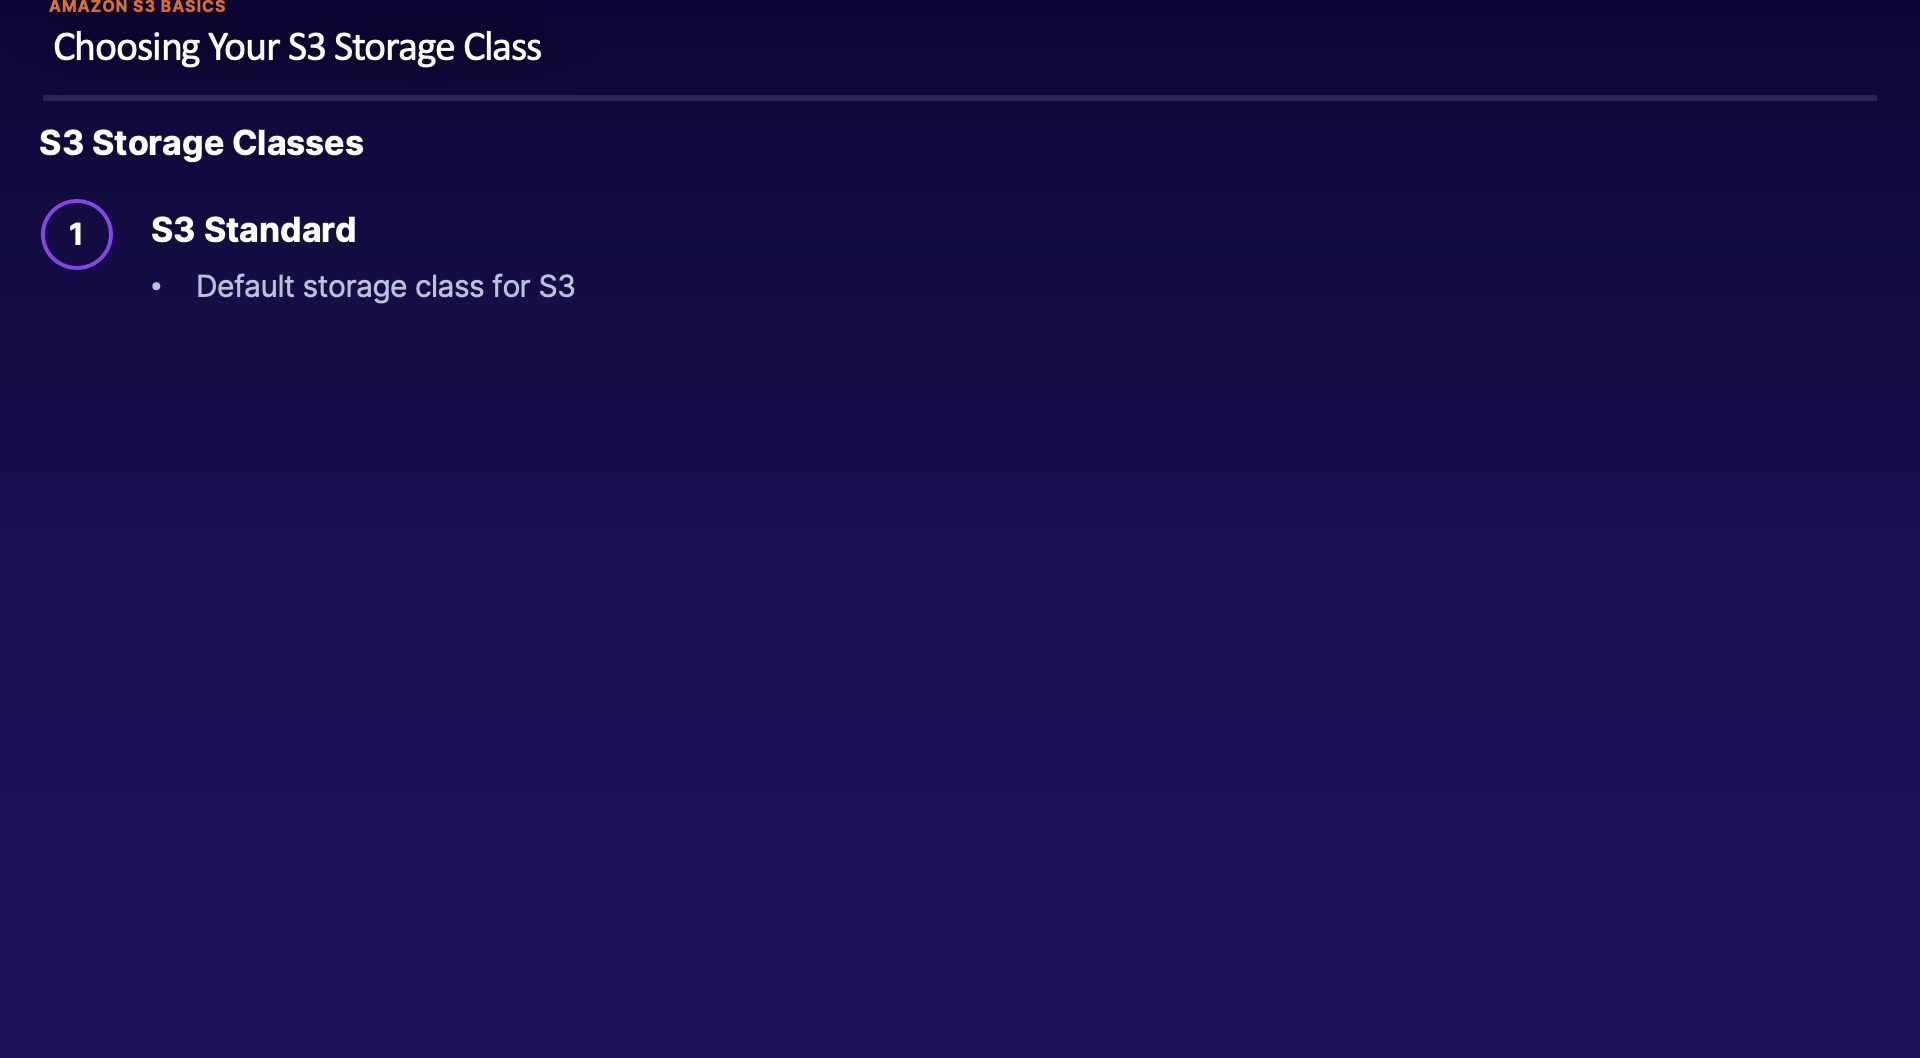 AMAZON S3 BASICS
Choosing Your S3 Storage Class
S3 Storage Classes
1
S3 Standard
• Default storage class for S3